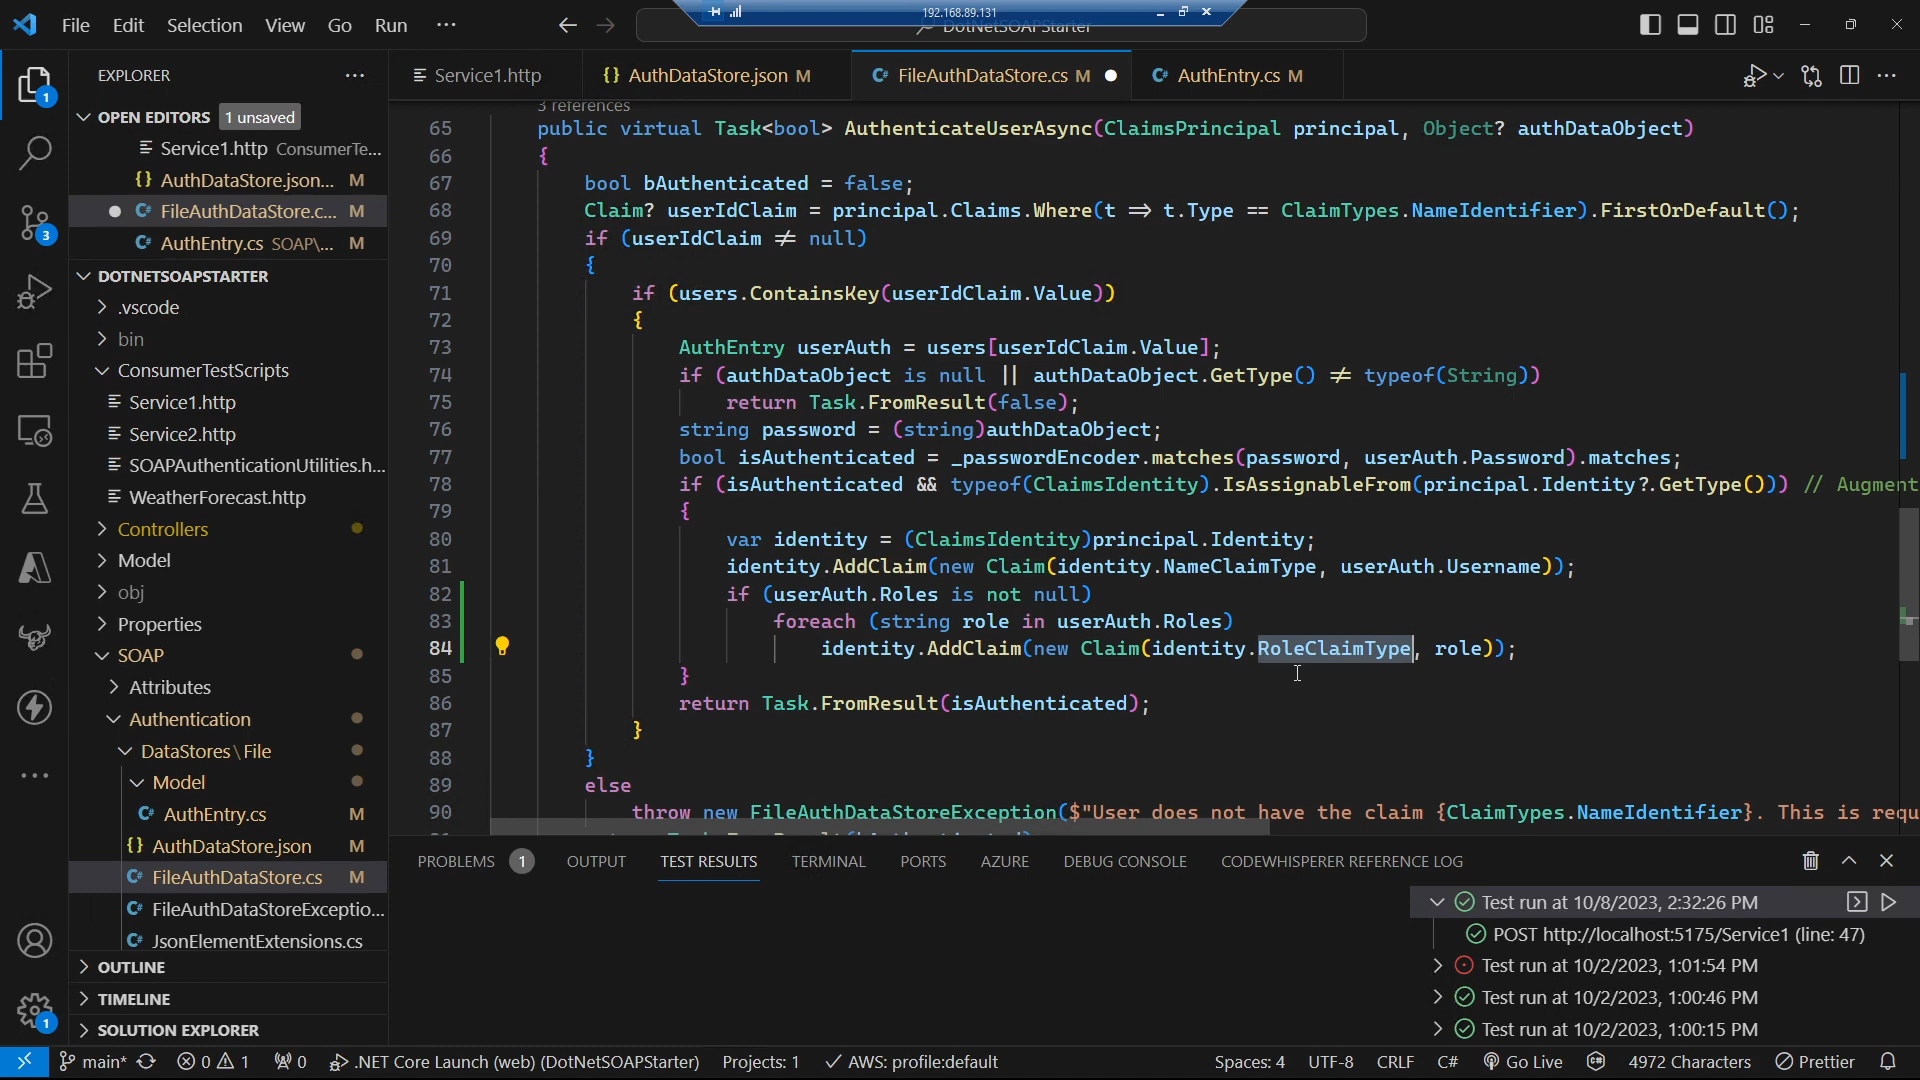 File Edit Selection View Go Run ···
192.168.89.131
DotNetSOAPStarter
EXPLORER
Service1.http
{} AuthDataStore.json M
C# FileAuthDataStore.cs M
C# AuthEntry.cs M
OPEN EDITORS 1 unsaved
Service1.http ConsumerTe...
{} AuthDataStore.json... M
C# FileAuthDataStore.c... M
C# AuthEntry.cs SOAP\... M
DOTNETSOAPSTARTER
.vscode
bin
ConsumerTestScripts
Service1.http
Service2.http
SOAPAuthenticationUtilities.h...
WeatherForecast.http
Controllers
Model
obj
Properties
SOAP
Attributes
Authentication
DataStores\File
Model
C# AuthEntry.cs M
{} AuthDataStore.json M
C# FileAuthDataStore.cs M
C# FileAuthDataStoreExceptio...
C# JsonElementExtensions.cs
OUTLINE
TIMELINE
SOLUTION EXPLORER
3 references
65 public virtual Task<bool> AuthenticateUserAsync(ClaimsPrincipal principal, Object? authDataObject)
66 {
67 bool bAuthenticated = false;
68 Claim? userIdClaim = principal.Claims.Where(t => t.Type == ClaimTypes.NameIdentifier).FirstOrDefault();
69 if (userIdClaim != null)
70 {
71 if (users.ContainsKey(userIdClaim.Value))
72 {
73 AuthEntry userAuth = users[userIdClaim.Value];
74 if (authDataObject is null || authDataObject.GetType() != typeof(String))
75 return Task.FromResult(false);
76 string password = (string)authDataObject;
77 bool isAuthenticated = _passwordEncoder.matches(password, userAuth.Password).matches;
78 if (isAuthenticated && typeof(ClaimsIdentity).IsAssignableFrom(principal.Identity?.GetType())) // Augment
79 {
80 var identity = (ClaimsIdentity)principal.Identity;
81 identity.AddClaim(new Claim(identity.NameClaimType, userAuth.Username));
82 if (userAuth.Roles is not null)
83 foreach (string role in userAuth.Roles)
84 identity.AddClaim(new Claim(identity.RoleClaimType, role));
85 }
86 return Task.FromResult(isAuthenticated);
87 }
88 }
89 else
90 throw new FileAuthDataStoreException($"User does not have the claim {ClaimTypes.NameIdentifier}. This is requ
PROBLEMS 1 OUTPUT TEST RESULTS TERMINAL PORTS AZURE DEBUG CONSOLE CODEWHISPERER REFERENCE LOG
Test run at 10/8/2023, 2:32:26 PM
POST http://localhost:5175/Service1 (line: 47)
Test run at 10/2/2023, 1:01:54 PM
Test run at 10/2/2023, 1:00:46 PM
Test run at 10/2/2023, 1:00:15 PM
main* 0 1 0 .NET Core Launch (web) (DotNetSOAPStarter) Projects: 1 AWS: profile:default Spaces: 4 UTF-8 CRLF C# Go Live 4972 Characters Prettier